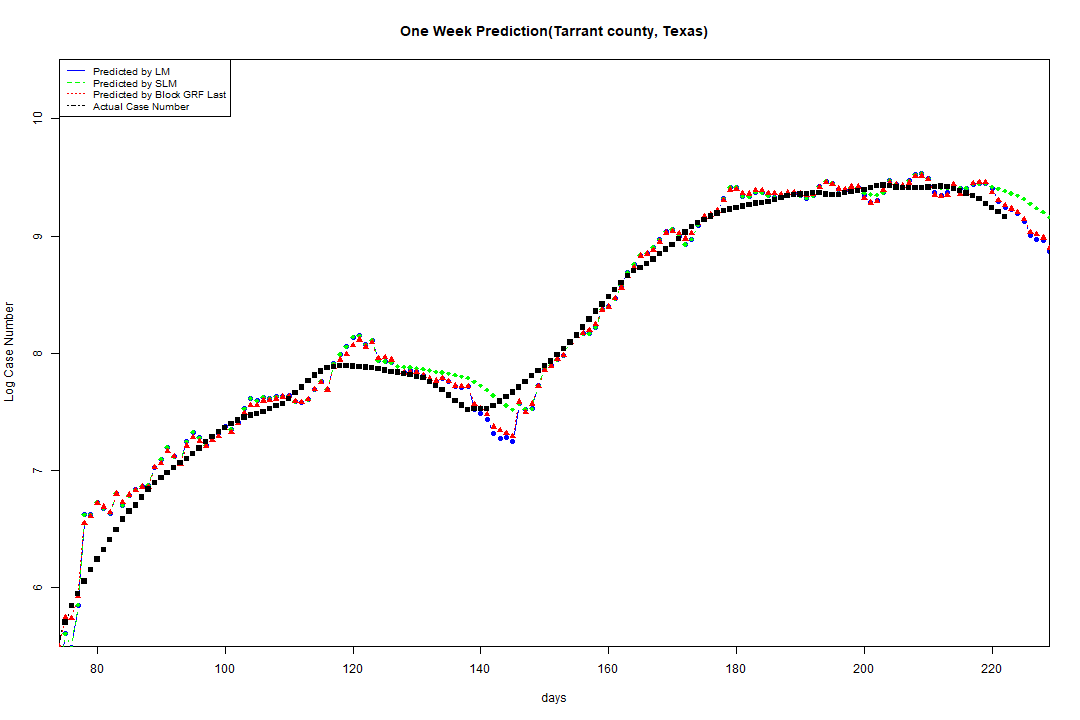 One Week Prediction(Tarrant county, Texas)
Predicted by LM
Predicted by SLM
Predicted by Block GRF Last
Actual Case Number
10
9
8
7
6
Log Case Number
80 100 120 140 160 180 200 220
days